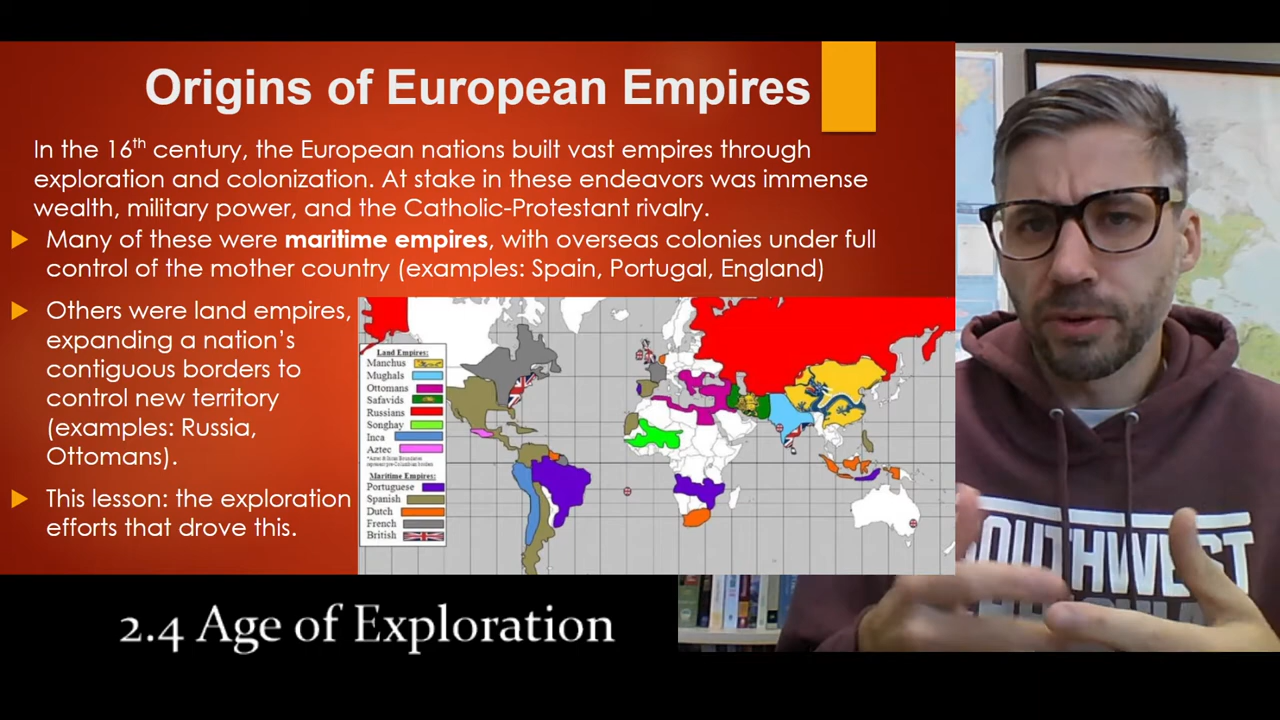 Origins of European Empires
In the 16th century, the European nations built vast empires through
exploration and colonization. At stake in these endeavors was immense
wealth, military power, and the Catholic-Protestant rivalry.
Many of these were maritime empires, with overseas colonies under full
control of the mother country (examples: Spain, Portugal, England)
Others were land empires,
expanding a nation's
contiguous borders to
control new territory
(examples: Russia,
Ottomans).
This lesson: the exploration
efforts that drove this.
Land Empires:
Manchus
Mughals
Ottomans
Safavids
Russians
Songhay
Inca
Aztec
Maritime Empires:
Portuguese
Spanish
Dutch
French
British
2.4 Age of Exploration